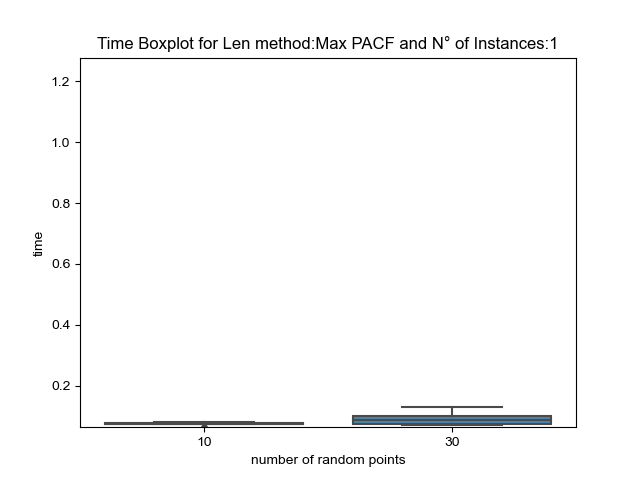 Time Boxplot for Len method:Max PACF and N° of Instances:1
1.2
1.0
0.8
0.6
0.4
0.2
time
10 30
number of random points